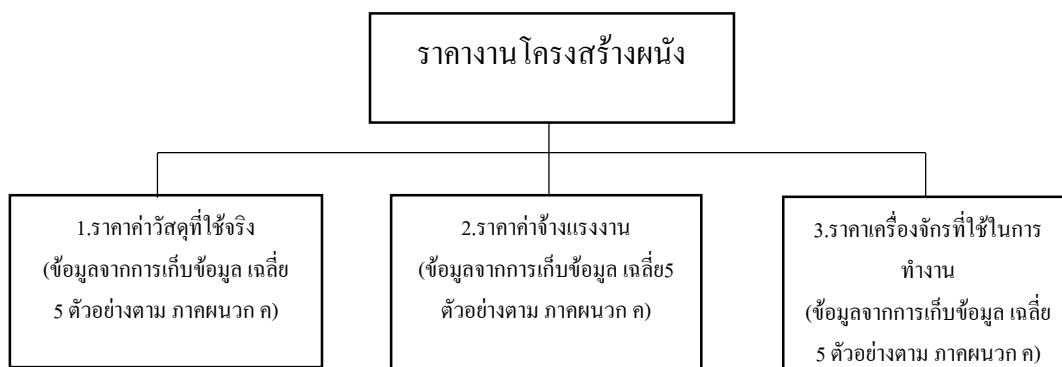 ราคางานโครงสร้างผนัง
1.ราคาค่าวัสดุที่ใช้จริง
(ข้อมูลจากการเก็บข้อมูล เฉลี่ย
5 ตัวอย่างตาม ภาคผนวก ค)
2.ราคาค่าจ้างแรงงาน
(ข้อมูลจากการเก็บข้อมูล เฉลี่ย5
ตัวอย่างตาม ภาคผนวก ค)
3.ราคาเครื่องจักรที่ใช้ในการ
ทำงาน
(ข้อมูลจากการเก็บข้อมูล เฉลี่ย
5 ตัวอย่างตาม ภาคผนวก ค)